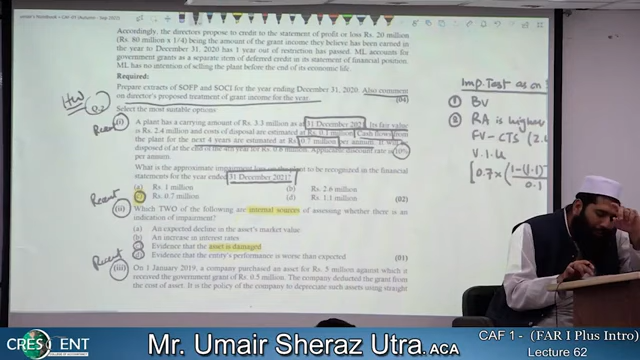 Accordingly, the directors propose to credit to the statement of profit or loss Rs. 20 million
(Rs. 80 million x 1/4) being the amount of the grant income they believe has been earned
in the year to December 31, 2020 has 1 year out of restriction has passed. ML accounts for
government grants as a separate item of deferred credit in its statement of financial position.
ML has no intention of selling the plant before the end of its economic life.
Required:
Prepare extracts of SOFP and SOCI for the year ending December 31, 2020. Also comment
on director's proposed treatment of grant income for the year. (04)
HW
Select the most suitable options
Recent
(i) A plant has a carrying amount of Rs. 3.3 million as at 31 December 2021. Its fair value
is Rs. 2.4 million and costs of disposal are estimated at Rs. 0.1 million. Cash flows from
the plant for the next 4 years are estimated at Rs. 0.7 million per annum. It will be
disposed of at the end of the 4th year for Rs. 0.8 million. Applicable discount rate is 10%
per annum.
What is the approximate impairment loss on the plant to be recognized in the financial
statements for the year ended 31 December 2021?
(a) Rs. 1 million (b) Rs. 2.6 million
Rs. 0.7 million (d) Rs. 1.1 million (02)
Recent
(ii) Which TWO of the following are internal sources of assessing whether there is an
indication of impairment?
(a) An expected decline in the asset's market value
(b) An increase in interest rates
Evidence that the asset is damaged
Evidence that the entity's performance is worse than expected (01)
Recent
(iii) On 1 January 2019, a company purchased an asset for Rs. 5 million against which it
received the government grant of Rs. 0.5 million. The company deducted the grant from
the cost of asset. It is the policy of the company to depreciate such assets using straight
Imp. Test as on
① BV
② RA is higher
FV - CTS (2.
V.I.U
[0.7 x (1-(1.1)
0.1
CRESCENT
Mr. Umair Sheraz Utra. ACA
CAF 1 - (FAR I Plus Intro)
Lecture 62